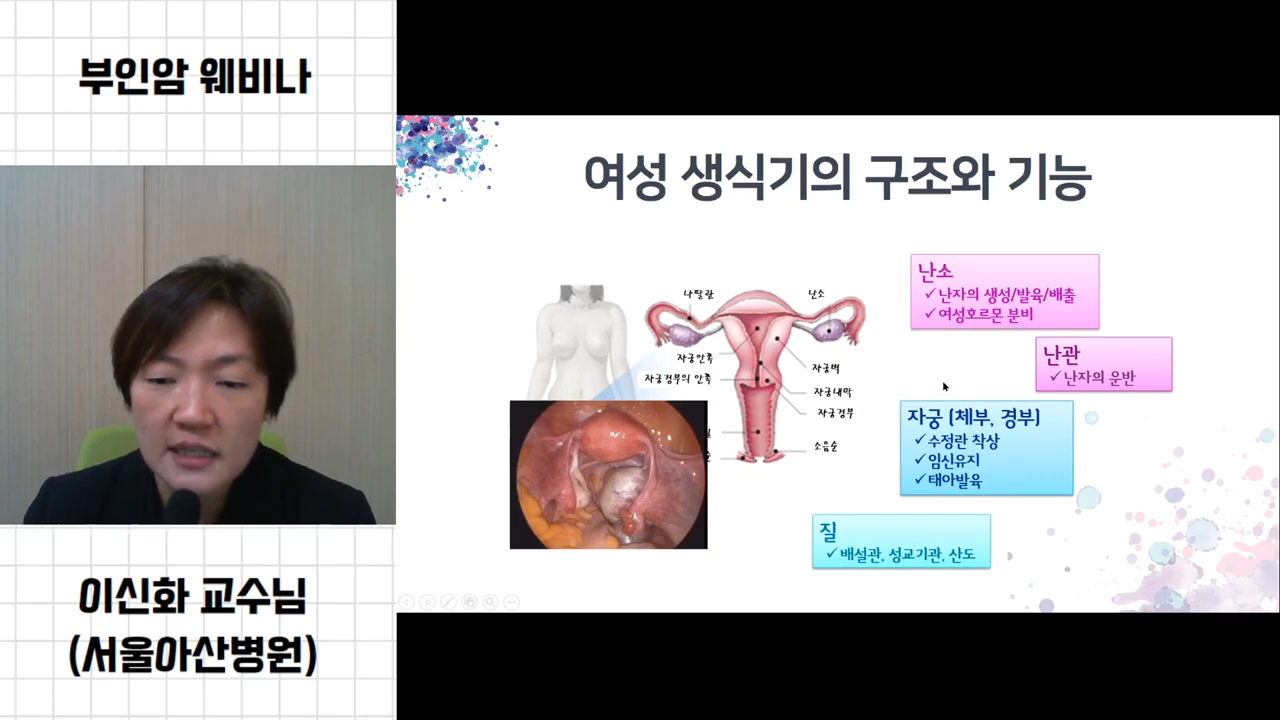 부인암 웨비나
이신화 교수님
(서울아산병원)
여성 생식기의 구조와 기능
나팔관
난소
자궁안쪽
자궁경부의 안쪽
자궁벽
자궁내막
자궁경부
소음순
난소
✓난자의 생성/발육/배출
✓여성호르몬 분비
난관
✓난자의 운반
자궁 (체부, 경부)
✓수정란 착상
✓임신유지
✓태아발육
질
✓배설관, 성교기관, 산도